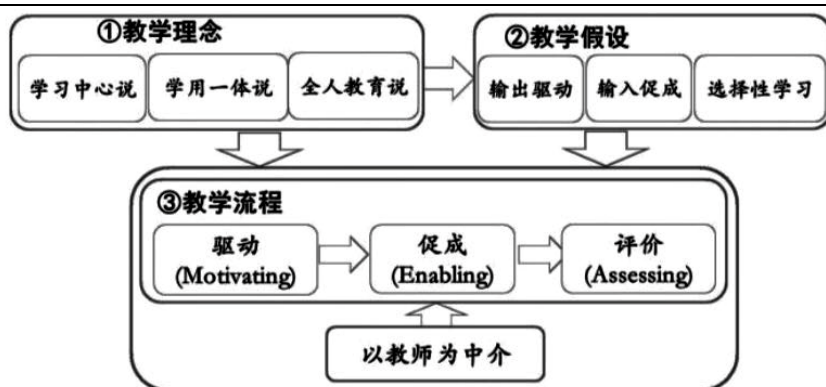 ①教学理念
学习中心说 学用一体说 全人教育说
②教学假设
输出驱动 输入促成 选择性学习
③教学流程
驱动
(Motivating)
促成
(Enabling)
评价
(Assessing)
以教师为中介